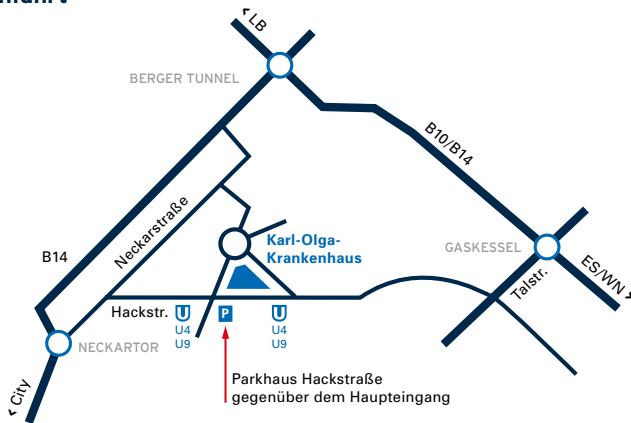 < LB
BERGER TUNNEL
B10/B14
Neckarstraße
Karl-Olga-
Krankenhaus
GASKESSEL
B14
ES/WN >
Talstr.
Hackstr.
U
P
U
U4
U9
U4
U9
NECKARTOR
Parkhaus Hackstraße
gegenüber dem Haupteingang
< City